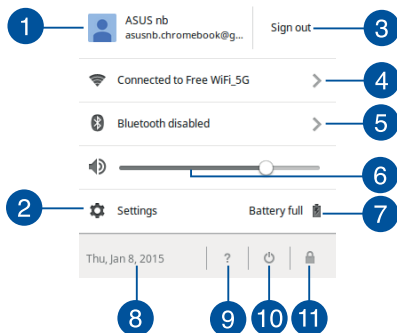 1
ASUS nb
asusnb.chromebook@g...
Sign out
3
Connected to Free WiFi_5G
4
Bluetooth disabled
5
6
2
Settings
Battery full
7
Thu, Jan 8, 2015
?
8
9
10
11